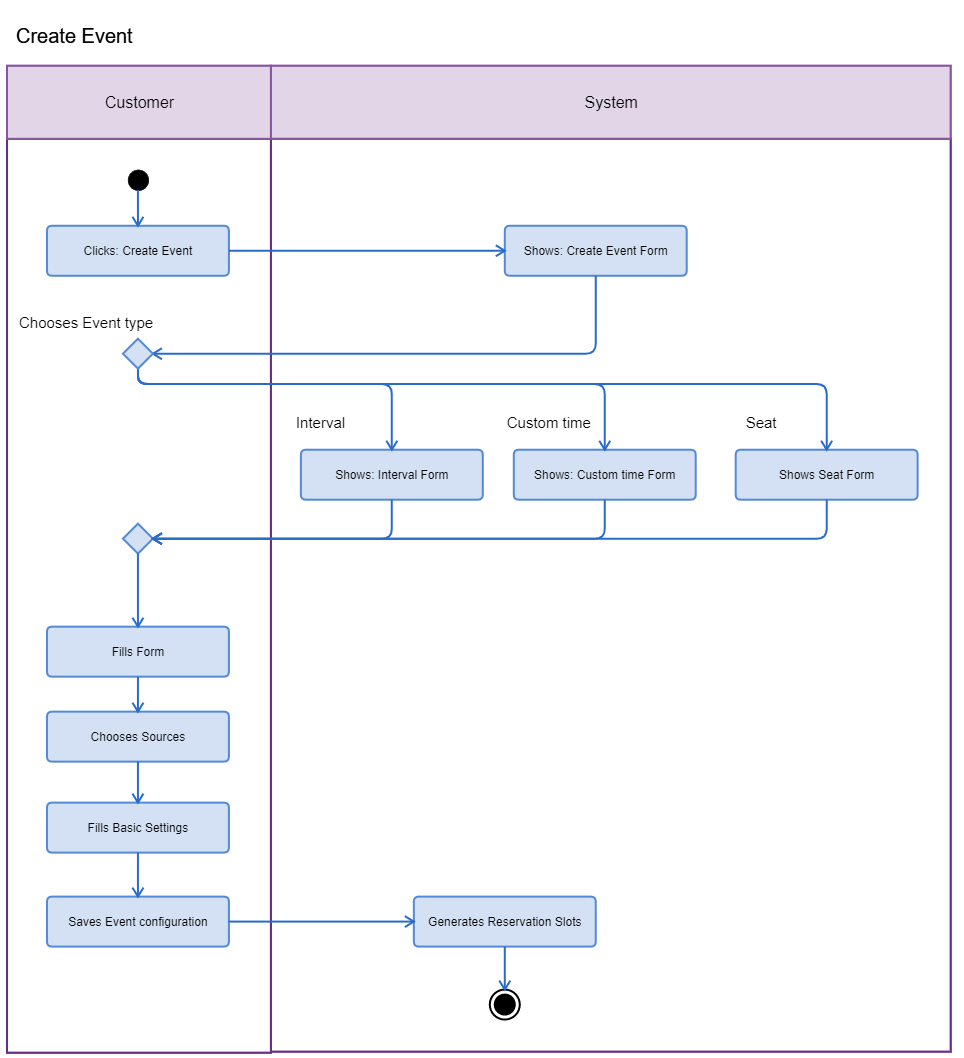 Create Event
Customer
System
Clicks: Create Event
Shows: Create Event Form
Chooses Event type
Interval
Custom time
Seat
Shows: Interval Form
Shows: Custom time Form
Shows Seat Form
Fills Form
Chooses Sources
Fills Basic Settings
Saves Event configuration
Generates Reservation Slots